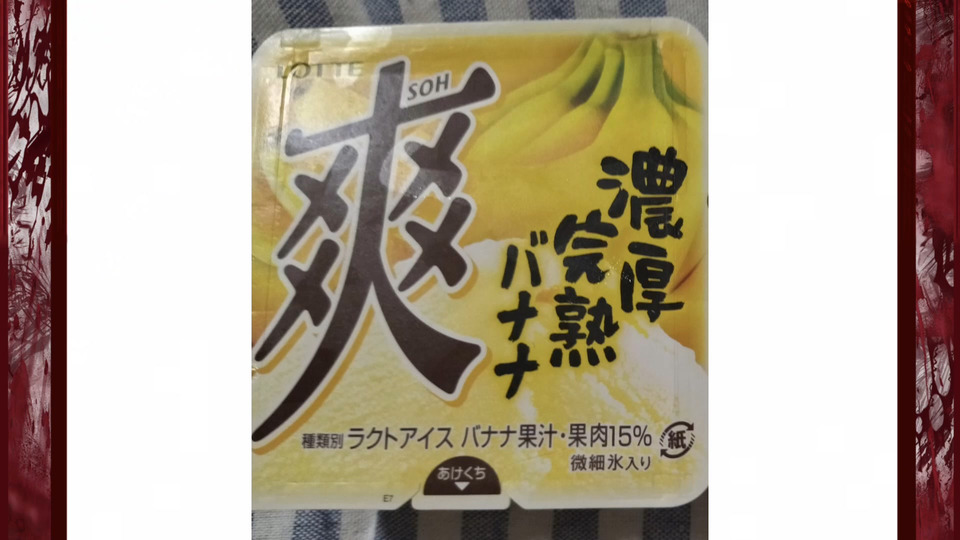 LOTTE
爽
SOH
濃厚
完熟
バナナ
種類別 ラクトアイス バナナ果汁・果肉15%
微細氷入り
紙
あけくち
E7